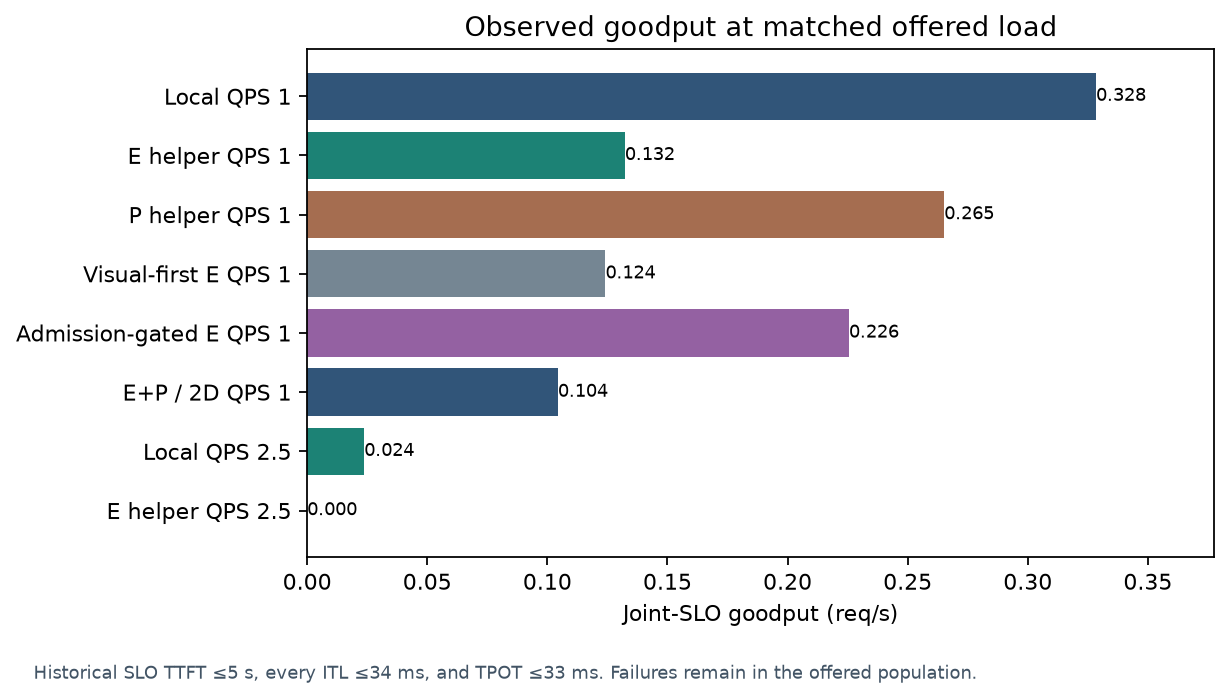 Observed goodput at matched offered load
Local QPS 1
0.328
E helper QPS 1
0.132
P helper QPS 1
0.265
Visual-first E QPS 1
0.124
Admission-gated E QPS 1
0.226
E+P / 2D QPS 1
0.104
Local QPS 2.5
0.024
E helper QPS 2.5
0.000
0.00 0.05 0.10 0.15 0.20 0.25 0.30 0.35
Joint-SLO goodput (req/s)
Historical SLO TTFT ≤5 s, every ITL ≤34 ms, and TPOT ≤33 ms. Failures remain in the offered population.